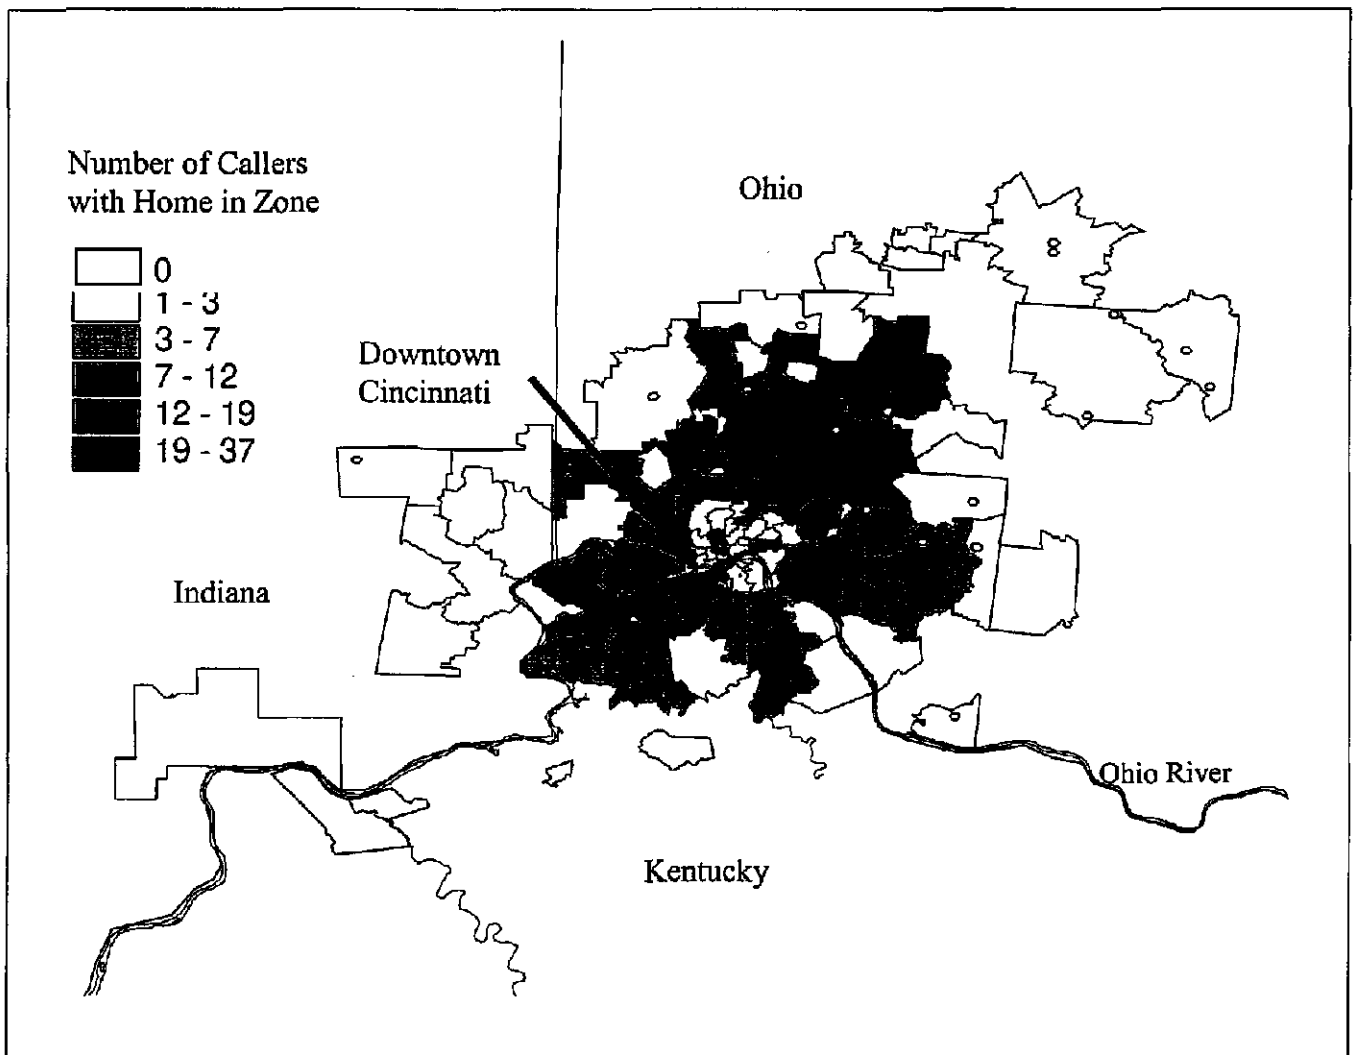 Number of Callers
with Home in Zone
0
1 - 3
3 - 7
7 - 12
12 - 19
19 - 37
Ohio
Downtown
Cincinnati
Indiana
Ohio River
Kentucky